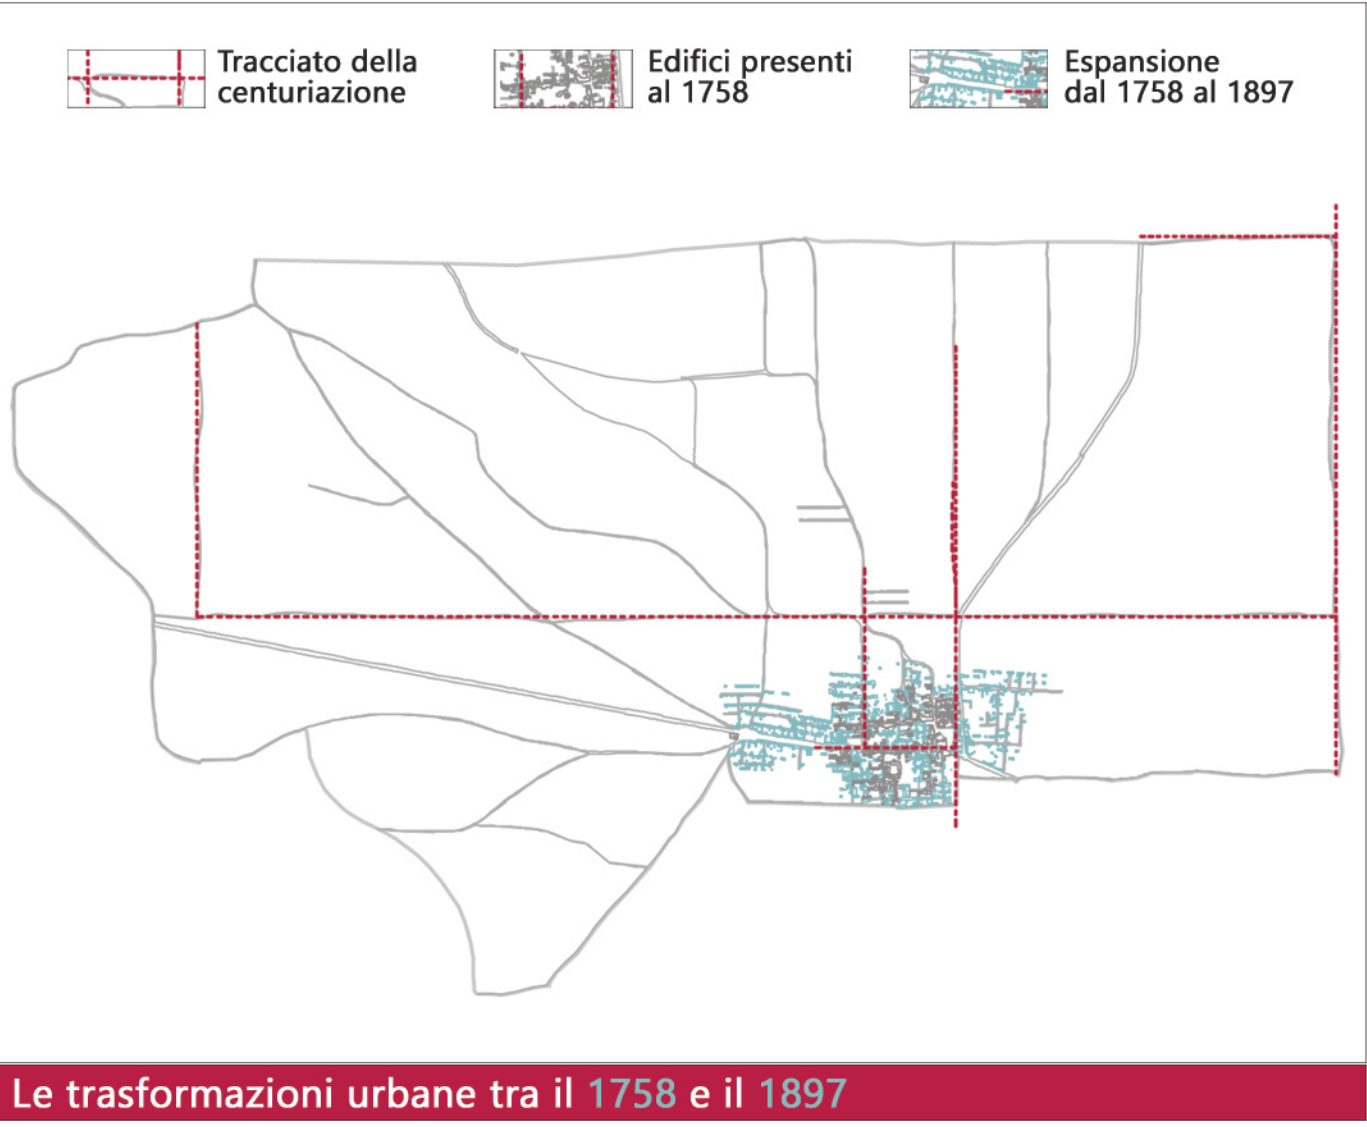 Tracciato della
centuriazione
Edifici presenti
al 1758
Espansione
dal 1758 al 1897
Le trasformazioni urbane tra il 1758 e il 1897